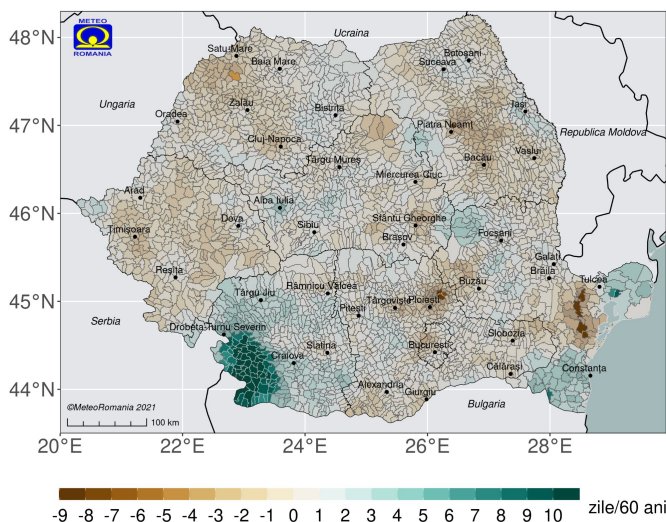 METEO
ROMANIA
Ucraina
Ungaria
Republica Moldova
Serbia
Bulgaria
Satu-Mare
Baia Mare
Botoșani
Suceava
Oradea
Zalău
Bistrița
Iași
Piatra Neamț
Cluj-Napoca
Târgu Mureș
Bacău
Vaslui
Miercurea-Ciuc
Arad
Alba Iulia
Timișoara
Deva
Sibiu
Sfântu Gheorghe
Brașov
Focșani
Galați
Brăila
Tulcea
Reșița
Târgu Jiu
Râmnicu Vâlcea
Pitești
Târgoviște
Ploiești
Buzău
Drobeta-Turnu Severin
Craiova
Slatina
București
Slobozia
Călărași
Constanța
Alexandria
Giurgiu
©MeteoRomania 2021
100 km
48°N
47°N
46°N
45°N
44°N
20°E 22°E 24°E 26°E 28°E
-9 -8 -7 -6 -5 -4 -3 -2 -1 0 1 2 3 4 5 6 7 8 9 10
zile/60 ani